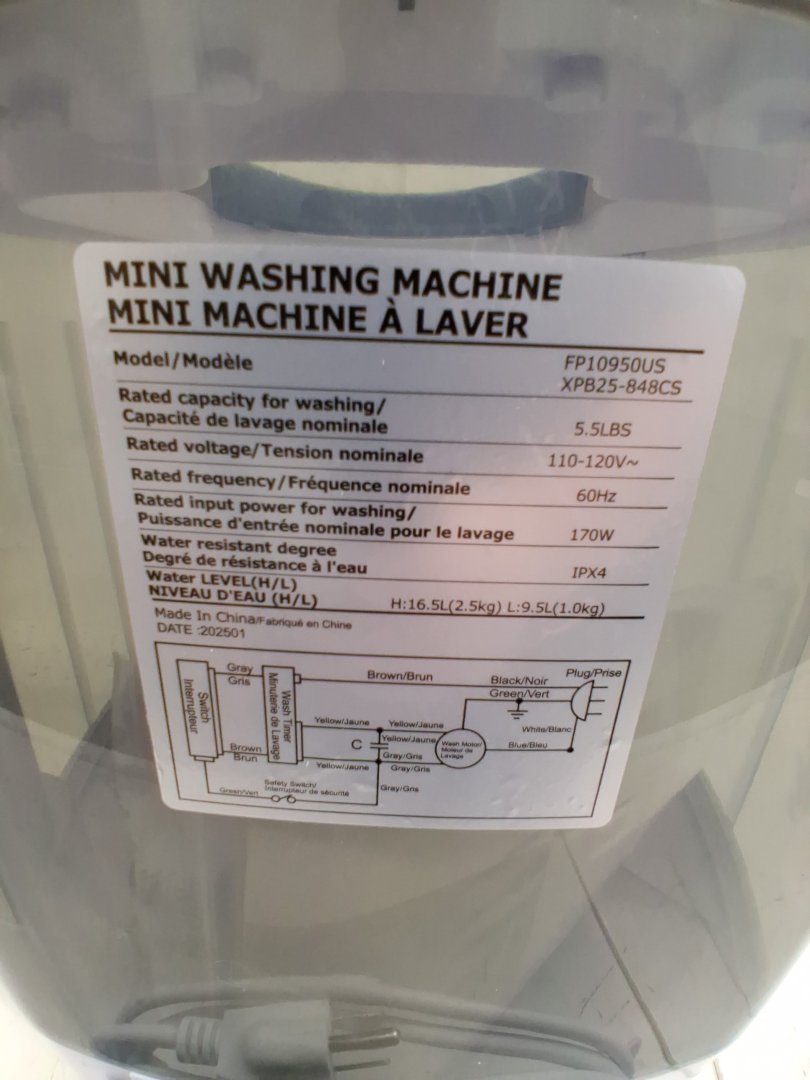 MINI WASHING MACHINE
MINI MACHINE À LAVER
Model/Modèle FP10950US
XPB25-848CS
Rated capacity for washing/
Capacité de lavage nominale 5.5LBS
Rated voltage/Tension nominale 110-120V~
Rated frequency/Fréquence nominale 60Hz
Rated input power for washing/
Puissance d'entrée nominale pour le lavage 170W
Water resistant degree
Degré de résistance à l'eau IPX4
Water LEVEL(H/L)
NIVEAU D'EAU (H/L) H:16.5L(2.5kg) L:9.5L(1.0kg)
Made In China/Fabriqué en Chine
DATE :202501
Gray
Gris
Brown/Brun
Black/Noir
Plug/Prise
Green/Vert
Switch
Interrupteur
Wash Timer
Minuterie de Lavage
Yellow/Jaune
Yellow/Jaune
White/Blanc
C
Yellow/Jaune
Wash Motor/
Moteur de
Lavage
Blue/Bleu
Brown
Brun
Gray/Gris
Yellow/Jaune
Gray/Gris
Safety Switch/
Interrupteur de sécurité
Green/Vert
Gray/Gris